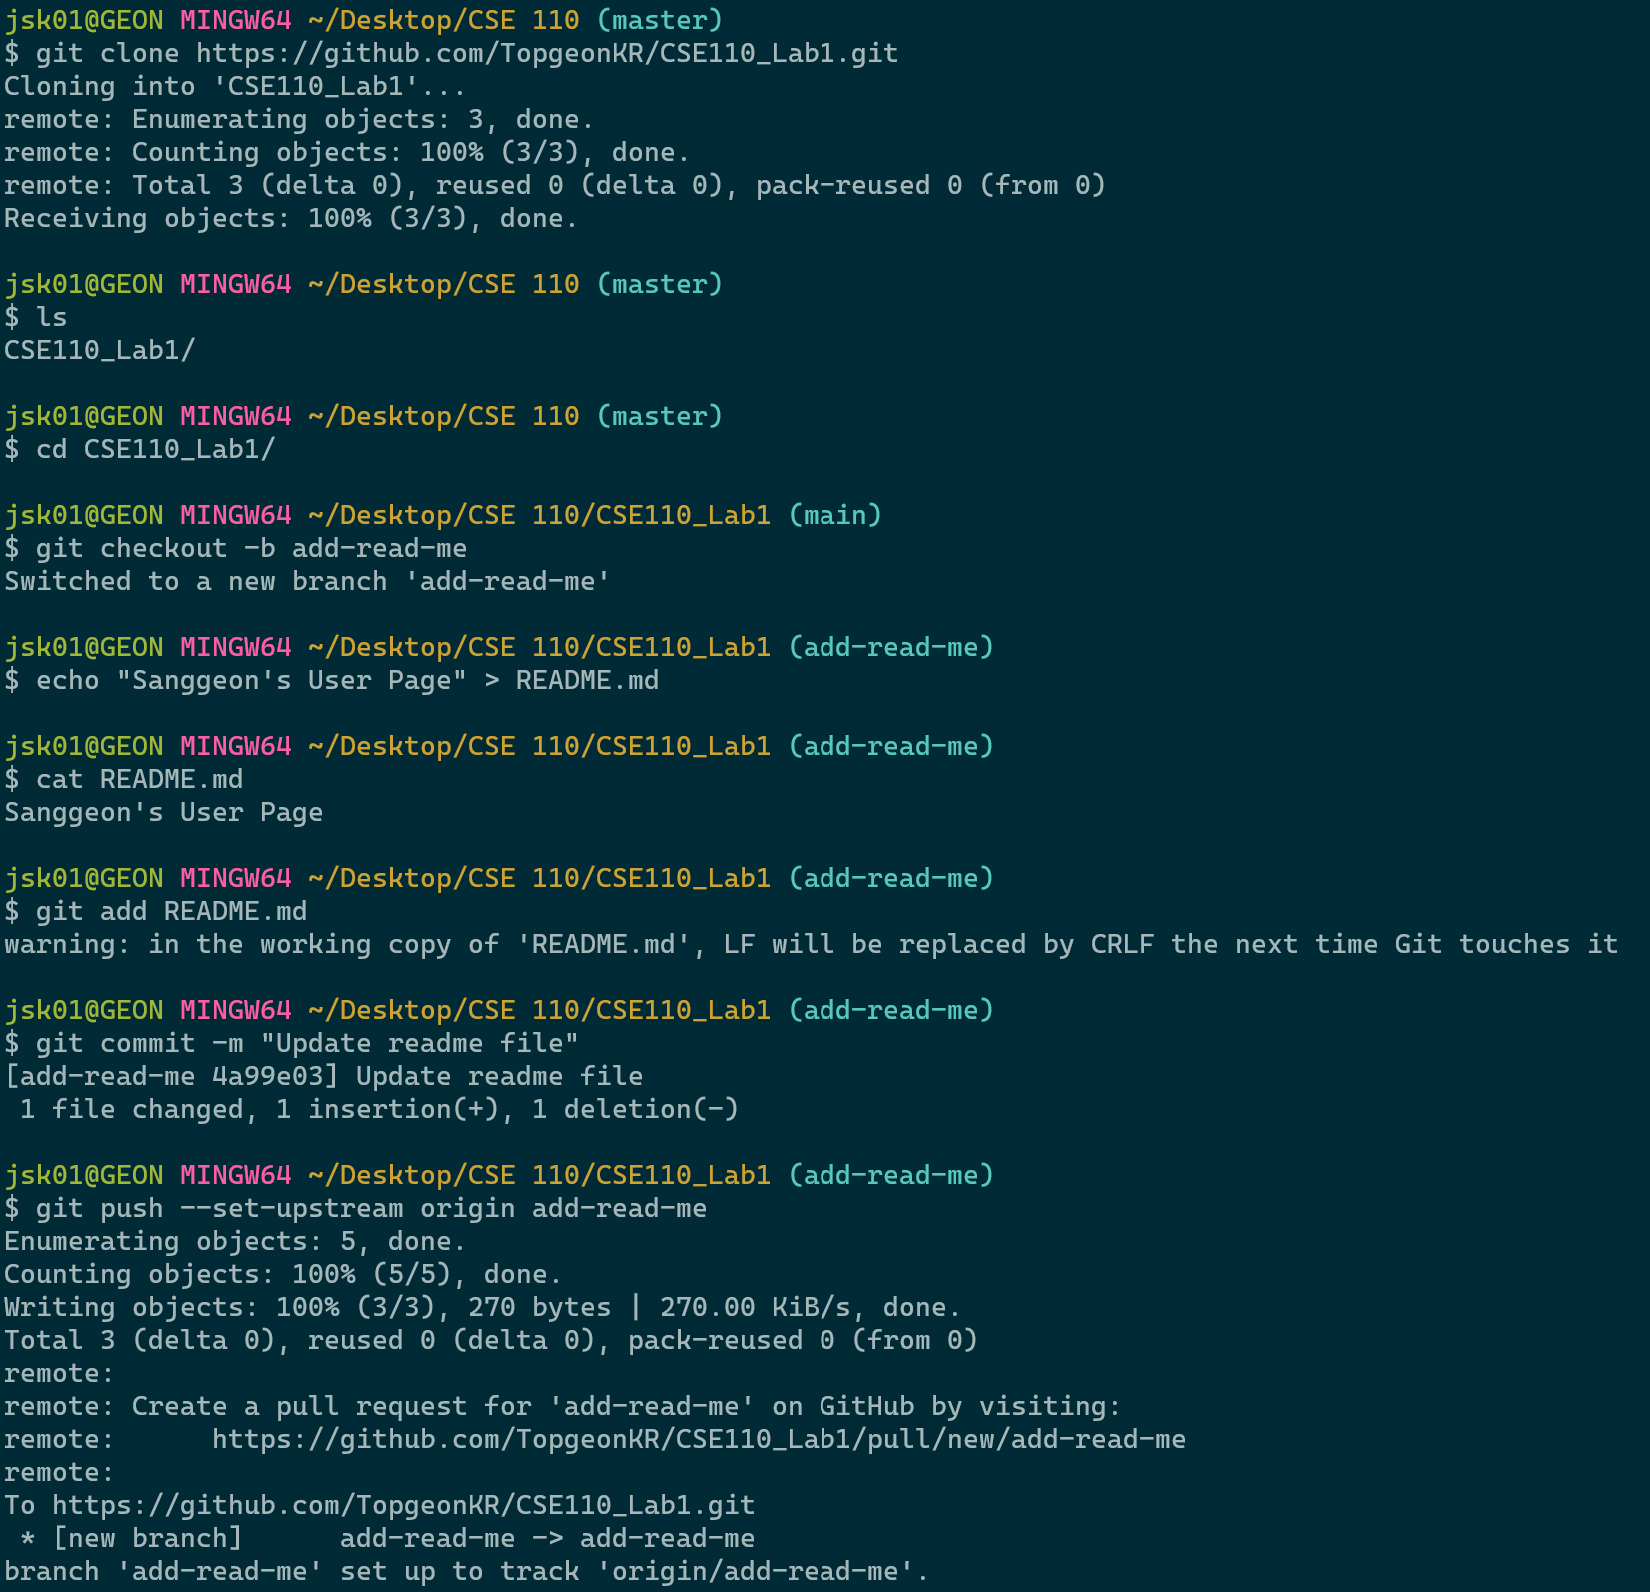 jsk01@GEON MINGW64 ~/Desktop/CSE 110 (master)
$ git clone https://github.com/TopgeonKR/CSE110_Lab1.git
Cloning into 'CSE110_Lab1'...
remote: Enumerating objects: 3, done.
remote: Counting objects: 100% (3/3), done.
remote: Total 3 (delta 0), reused 0 (delta 0), pack-reused 0 (from 0)
Receiving objects: 100% (3/3), done.

jsk01@GEON MINGW64 ~/Desktop/CSE 110 (master)
$ ls
CSE110_Lab1/

jsk01@GEON MINGW64 ~/Desktop/CSE 110 (master)
$ cd CSE110_Lab1/

jsk01@GEON MINGW64 ~/Desktop/CSE 110/CSE110_Lab1 (main)
$ git checkout -b add-read-me
Switched to a new branch 'add-read-me'

jsk01@GEON MINGW64 ~/Desktop/CSE 110/CSE110_Lab1 (add-read-me)
$ echo "Sanggeon's User Page" > README.md

jsk01@GEON MINGW64 ~/Desktop/CSE 110/CSE110_Lab1 (add-read-me)
$ cat README.md
Sanggeon's User Page

jsk01@GEON MINGW64 ~/Desktop/CSE 110/CSE110_Lab1 (add-read-me)
$ git add README.md
warning: in the working copy of 'README.md', LF will be replaced by CRLF the next time Git touches it

jsk01@GEON MINGW64 ~/Desktop/CSE 110/CSE110_Lab1 (add-read-me)
$ git commit -m "Update readme file"
[add-read-me 4a99e03] Update readme file
 1 file changed, 1 insertion(+), 1 deletion(-)

jsk01@GEON MINGW64 ~/Desktop/CSE 110/CSE110_Lab1 (add-read-me)
$ git push --set-upstream origin add-read-me
Enumerating objects: 5, done.
Counting objects: 100% (5/5), done.
Writing objects: 100% (3/3), 270 bytes | 270.00 KiB/s, done.
Total 3 (delta 0), reused 0 (delta 0), pack-reused 0 (from 0)
remote:
remote: Create a pull request for 'add-read-me' on GitHub by visiting:
remote:      https://github.com/TopgeonKR/CSE110_Lab1/pull/new/add-read-me
remote:
To https://github.com/TopgeonKR/CSE110_Lab1.git
 * [new branch]      add-read-me -> add-read-me
branch 'add-read-me' set up to track 'origin/add-read-me'.